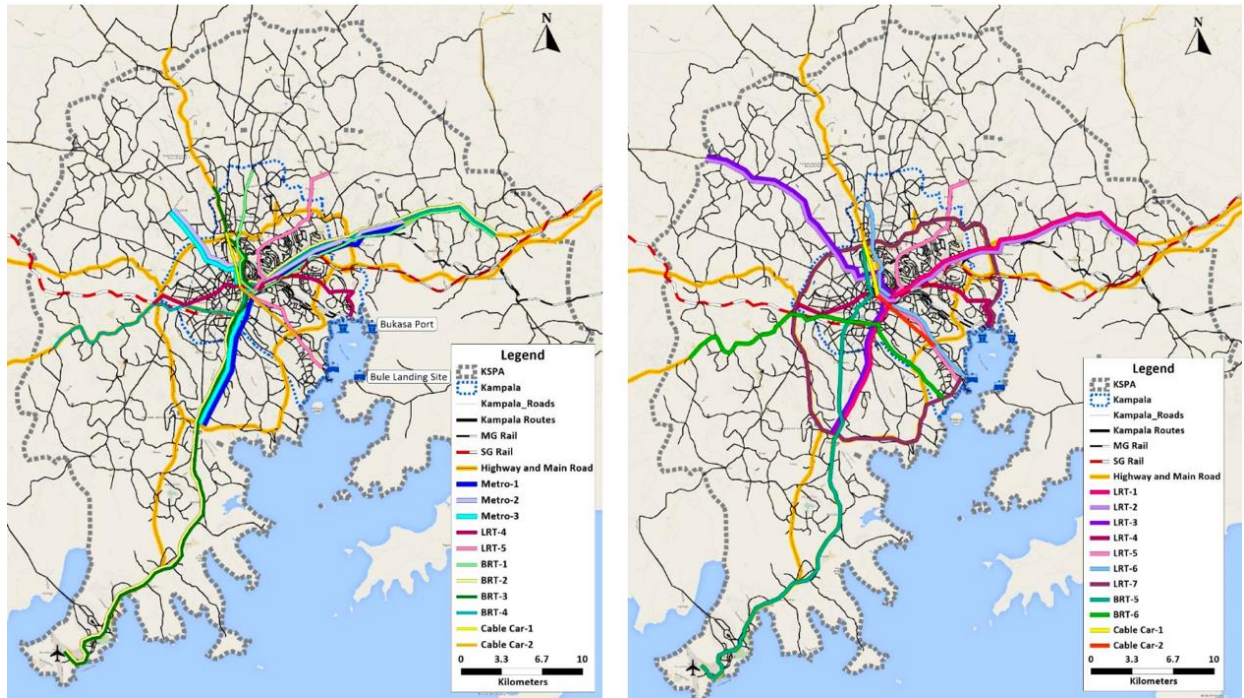 N
Bukasa Port
Bule Landing Site
Legend
KSPA
Kampala
Kampala_Roads
Kampala Routes
MG Rail
SG Rail
Highway and Main Road
Metro-1
Metro-2
Metro-3
LRT-4
LRT-5
BRT-1
BRT-2
BRT-3
BRT-4
Cable Car-1
Cable Car-2
0 3.3 6.7 10
Kilometers
N
Legend
KSPA
Kampala
Kampala_Roads
Kampala Routes
MG Rail
SG Rail
Highway and Main Road
LRT-1
LRT-2
LRT-3
LRT-4
LRT-5
LRT-6
LRT-7
BRT-5
BRT-6
Cable Car-1
Cable Car-2
0 3.3 6.7 10
Kilometers